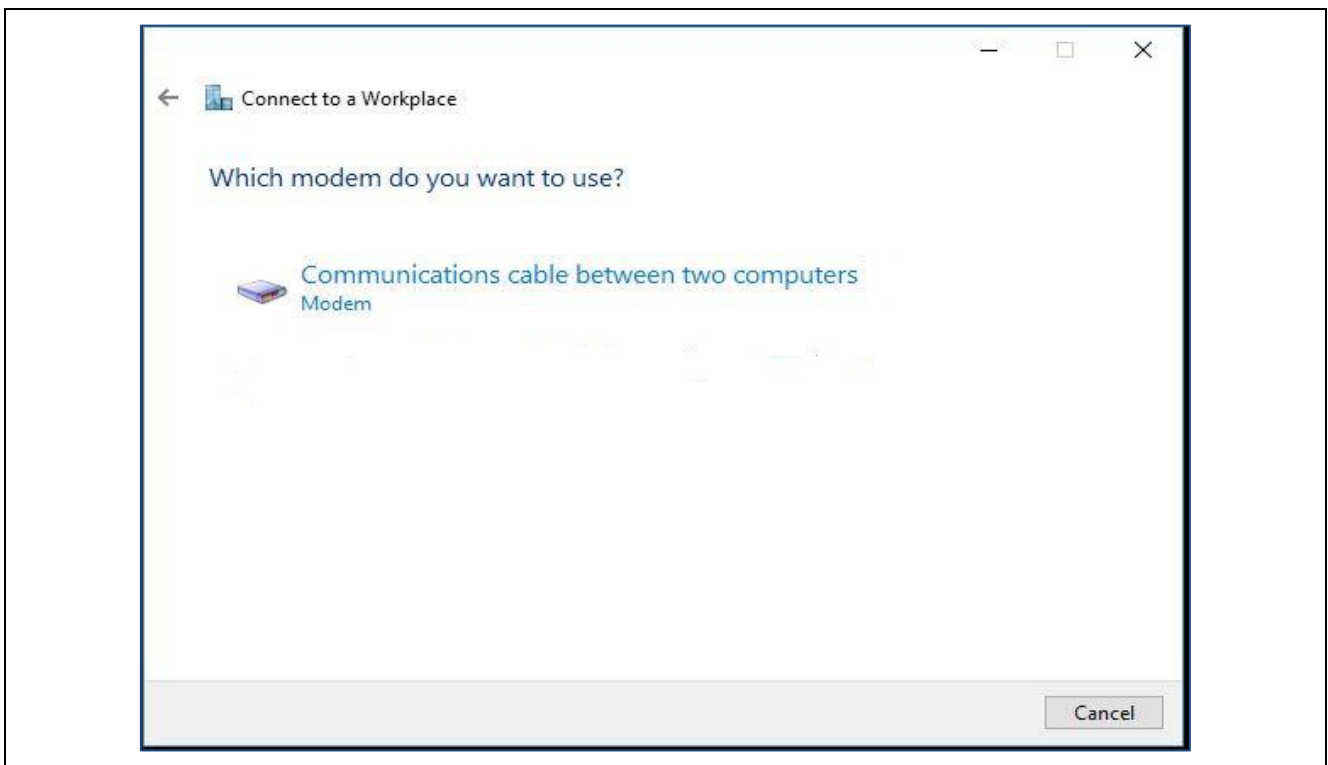 Connect to a Workplace
Which modem do you want to use?
Communications cable between two computers
Modem
Cancel